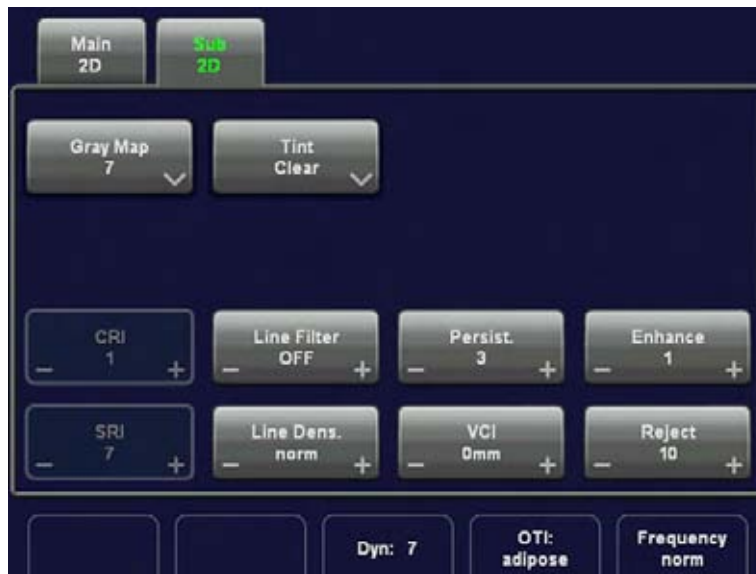 Main
2D
Sub
2D
Gray Map
7
Tint
Clear
CRI
- 1 +
Line Filter
- OFF +
Persist.
- 3 +
Enhance
- 1 +
SRI
- 7 +
Line Dens.
- norm +
VCI
- 0mm +
Reject
- 10 +
Dyn: 7
OTI:
adipose
Frequency
norm